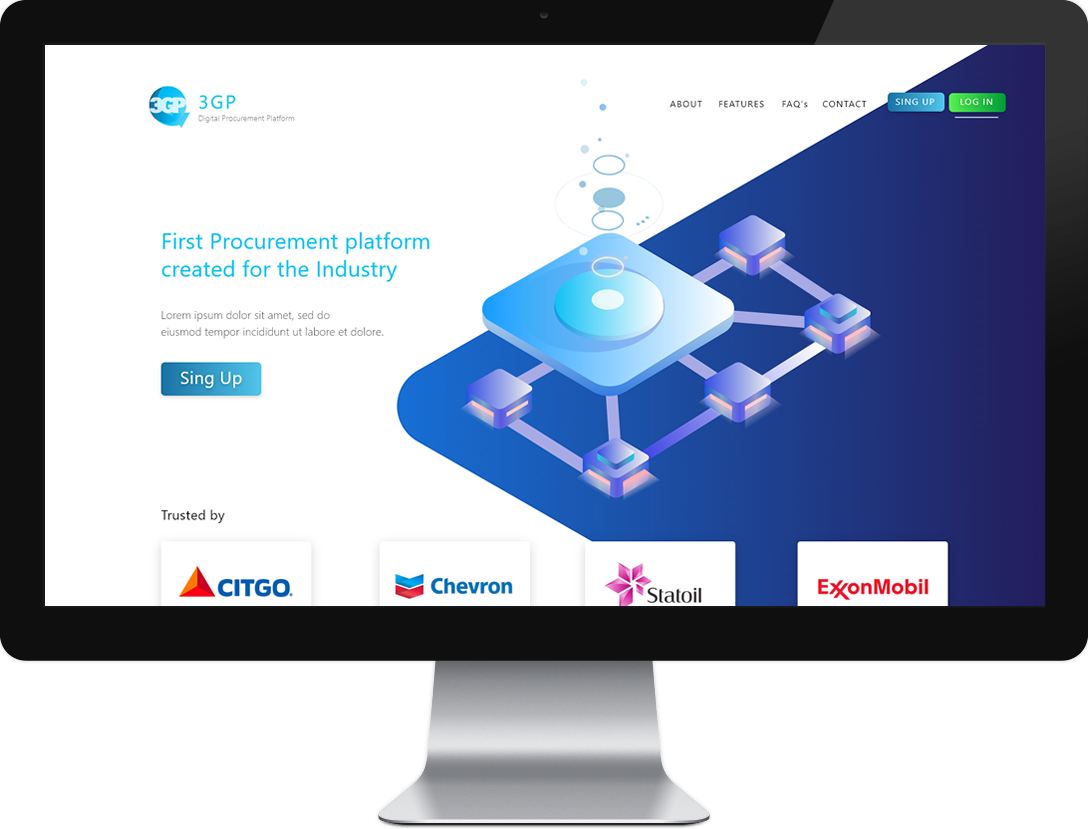 3GP
3GP
Digital Procurement Platform
ABOUT
FEATURES
FAQ's
CONTACT
SING UP
LOG IN
First Procurement platform
created for the Industry
Lorem ipsum dolor sit amet, sed do
eiusmod tempor incididunt ut labore et dolore.
Sing Up
Trusted by
CITGO
Chevron
Statoil
ExxonMobil